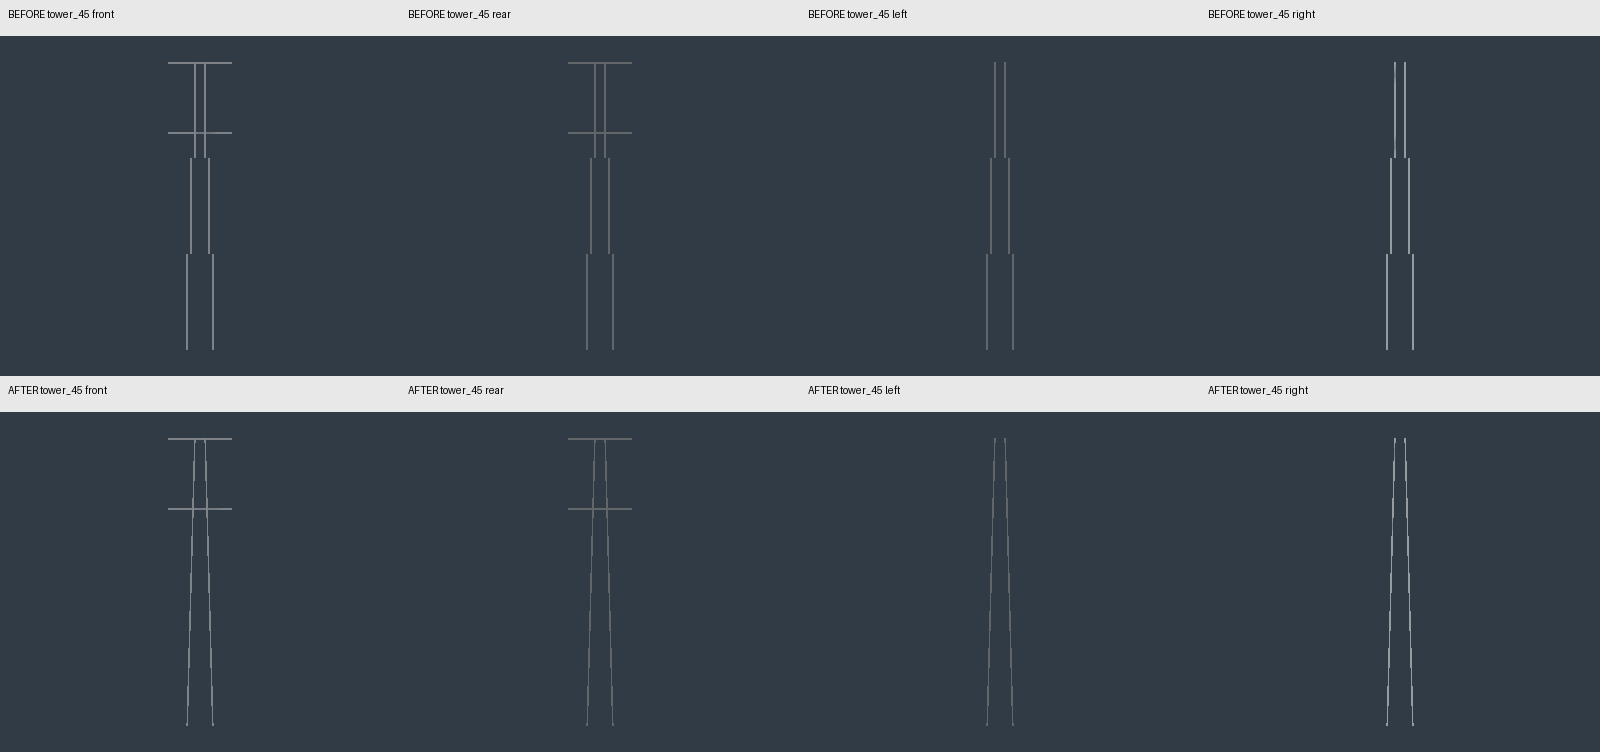 BEFORE tower_45 front
BEFORE tower_45 rear
BEFORE tower_45 left
BEFORE tower_45 right
AFTER tower_45 front
AFTER tower_45 rear
AFTER tower_45 left
AFTER tower_45 right